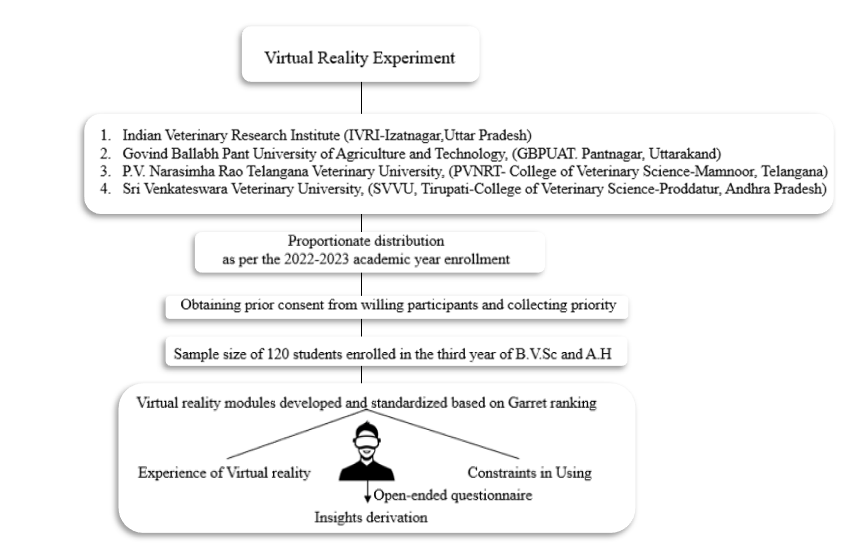 Virtual Reality Experiment
1. Indian Veterinary Research Institute (IVRI-Izatnagar,Uttar Pradesh)
2. Govind Ballabh Pant University of Agriculture and Technology, (GBPUAT. Pantnagar, Uttarakand)
3. P.V. Narasimha Rao Telangana Veterinary University, (PVNRT- College of Veterinary Science-Mamnoor, Telangana)
4. Sri Venkateswara Veterinary University, (SVVU, Tirupati-College of Veterinary Science-Proddatur, Andhra Pradesh)
Proportionate distribution
as per the 2022-2023 academic year enrollment
Obtaining prior consent from willing participants and collecting priority
Sample size of 120 students enrolled in the third year of B.V.Sc and A.H
Virtual reality modules developed and standardized based on Garret ranking
Experience of Virtual reality
Constraints in Using
Open-ended questionnaire
Insights derivation